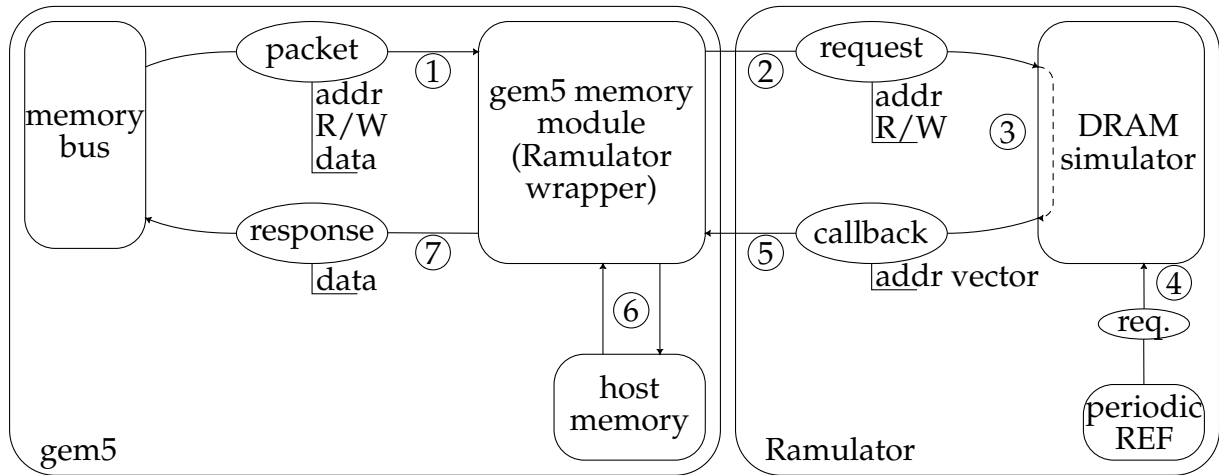 memory
bus
packet
①
addr
R/W
data
gem5 memory
module
(Ramulator
wrapper)
②
request
addr
R/W
③
DRAM
simulator
response
⑦
data
⑤
callback
addr vector
④
req.
⑥
host
memory
periodic
REF
gem5
Ramulator